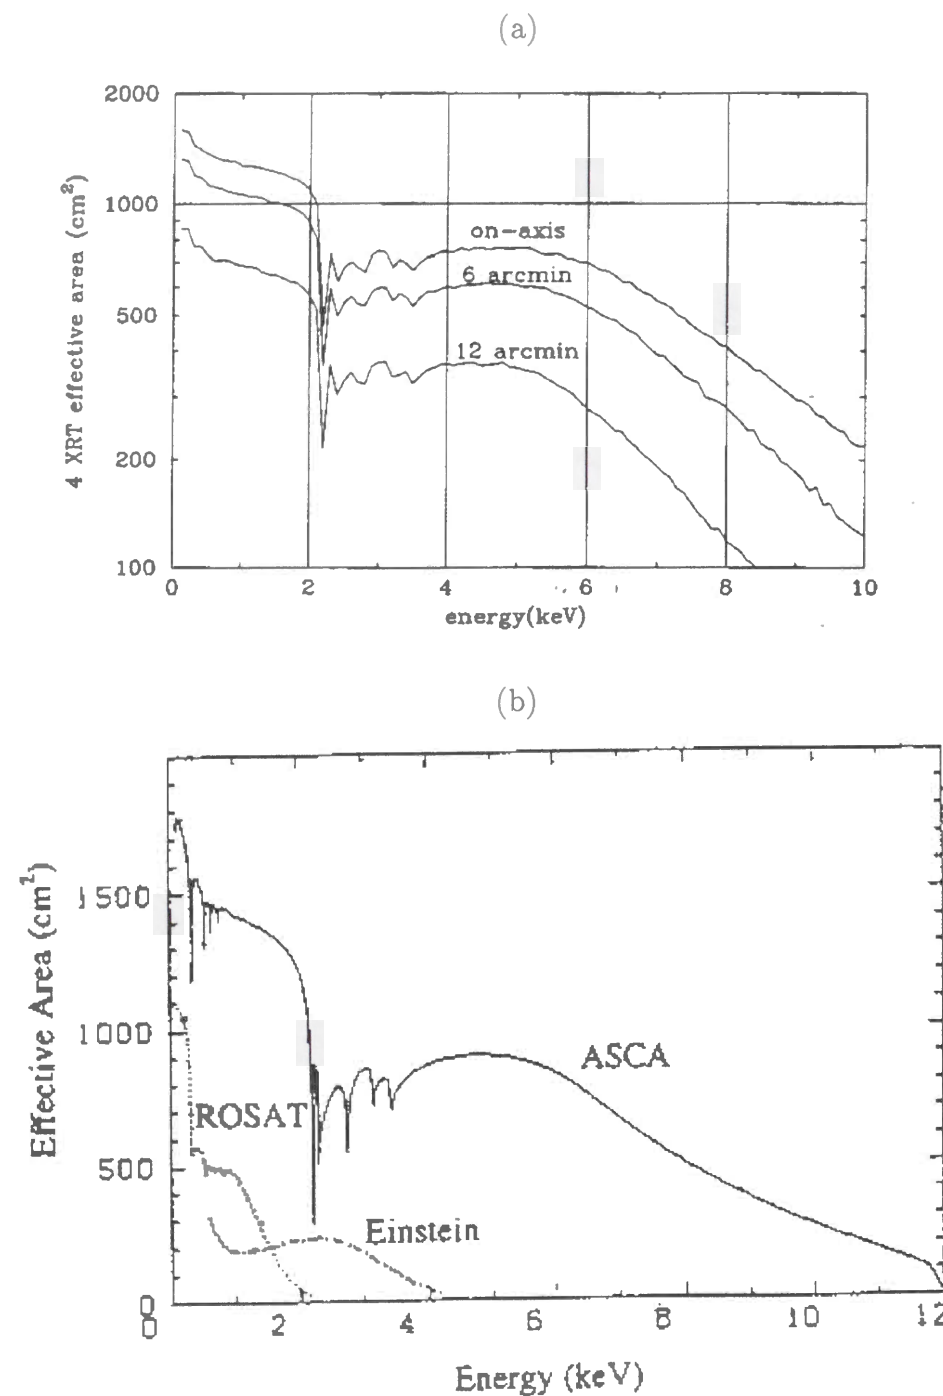 (a)
4 XRT effective area (cm²)
2000
1000
500
200
100
on-axis
6 arcmin
12 arcmin
0 2 4 6 8 10
energy(keV)
(b)
Effective Area (cm²)
1500
1000
500
0
ROSAT
Einstein
ASCA
0 2 4 6 8 10 12
Energy (keV)